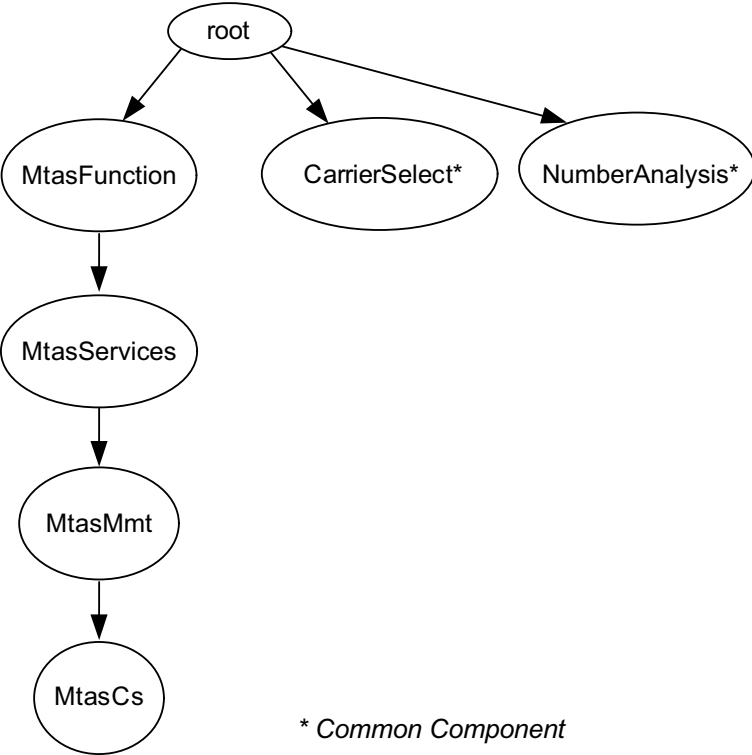 root
MtasFunction
CarrierSelect*
NumberAnalysis*
MtasServices
MtasMmt
MtasCs
* Common Component